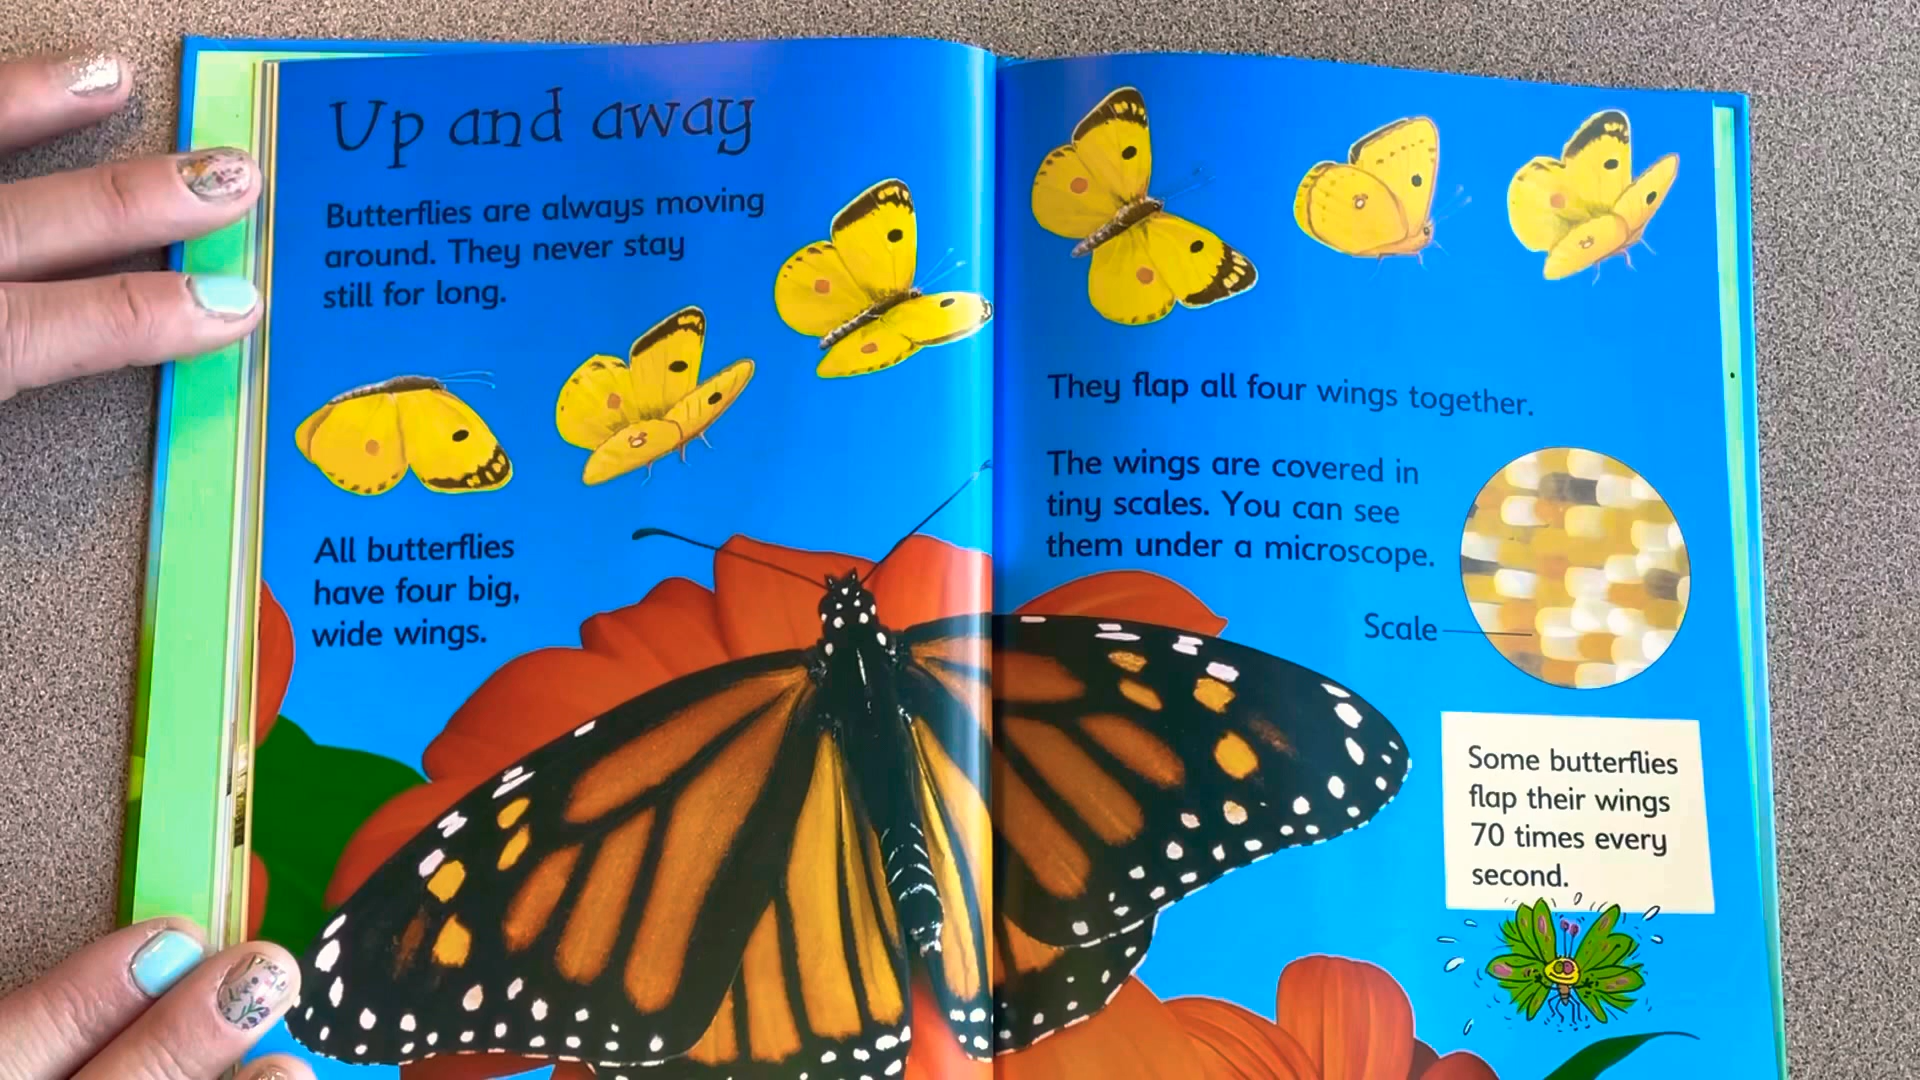 Up and away
Butterflies are always moving
around. They never stay
still for long.
All butterflies
have four big,
wide wings.
They flap all four wings together.
The wings are covered in
tiny scales. You can see
them under a microscope.
Scale
Some butterflies
flap their wings
70 times every
second.